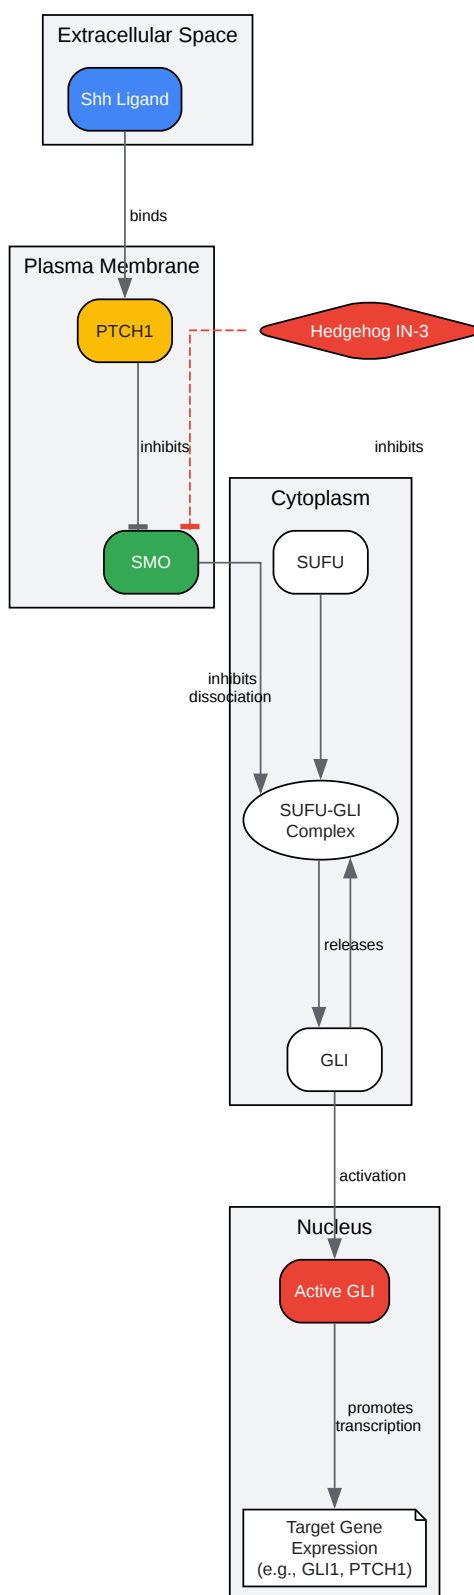 Extracellular Space
Shh Ligand
binds
Plasma Membrane
PTCH1
Hedgehog IN-3
inhibits
inhibits
Cytoplasm
SMO
SUFU
inhibits
dissociation
SUFU-GLI
Complex
releases
GLI
activation
Nucleus
Active GLI
promotes
transcription
Target Gene
Expression
(e.g., GLI1, PTCH1)